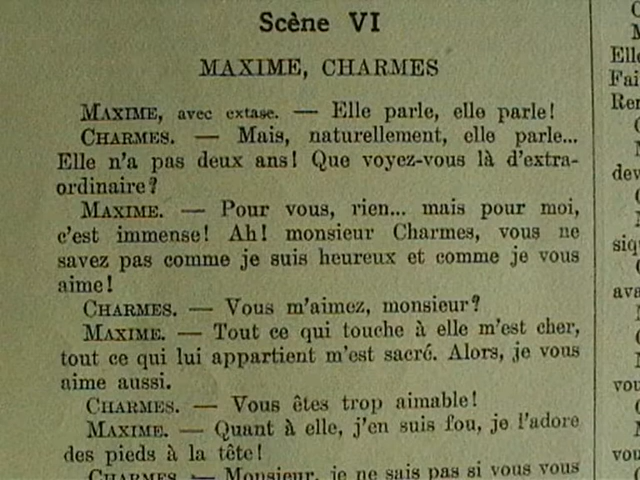 Scène VI
MAXIME, CHARMES
MAXIME, avec extase. — Elle parle, elle parle!
CHARMES. — Mais, naturellement, elle parle...
Elle n'a pas deux ans! Que voyez-vous là d'extra-
ordinaire?
MAXIME. — Pour vous, rien... mais pour moi,
c'est immense! Ah! monsieur Charmes, vous ne
savez pas comme je suis heureux et comme je vous
aime!
CHARMES. — Vous m'aimez, monsieur?
MAXIME. — Tout ce qui touche à elle m'est cher,
tout ce qui lui appartient m'est sacré. Alors, je vous
aime aussi.
CHARMES. — Vous êtes trop aimable!
MAXIME. — Quant à elle, j'en suis fou, je l'adore
des pieds à la tête!
CHARMES. — Monsieur, je ne sais pas si vous vous